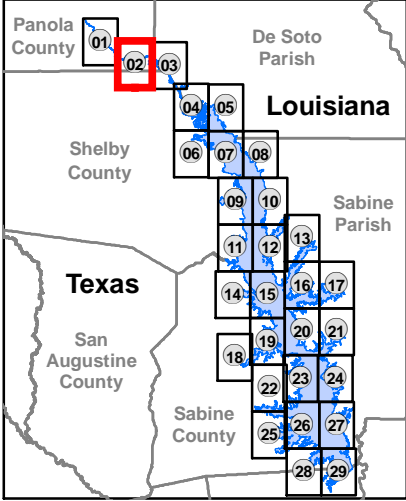 Panola
County
01
02
03
De Soto
Parish
04
05
Louisiana
06
07
08
Shelby
County
09
10
Sabine
Parish
11
12
13
Texas
14
15
16
17
San
Augustine
County
18
19
20
21
22
23
24
Sabine
County
25
26
27
28
29